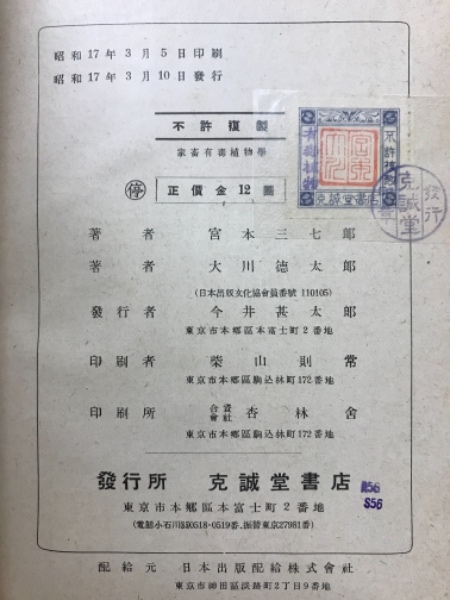 昭和17年3月5日印刷
昭和17年3月10日發行
不許複製
家畜有毒植物學
停 正價金12圓
著者 宮本三七郎
著者 大川德太郎
(日本出版文化協會員番號 110105)
發行者 今井甚太郎
東京市本郷區本富士町2番地
印刷者 柴山則常
東京市本郷區駒込林町172番地
印刷所 合資會社 杏林舍
東京市本郷區駒込林町172番地
發行所 克誠堂書店
東京市本郷區本富士町2番地
(電話小石川0518・0519番、振替東京27981番)
配給元 日本出版配給株式會社
東京市神田區淡路町2丁目9番地
克誠堂書店
發行
克誠堂
S56